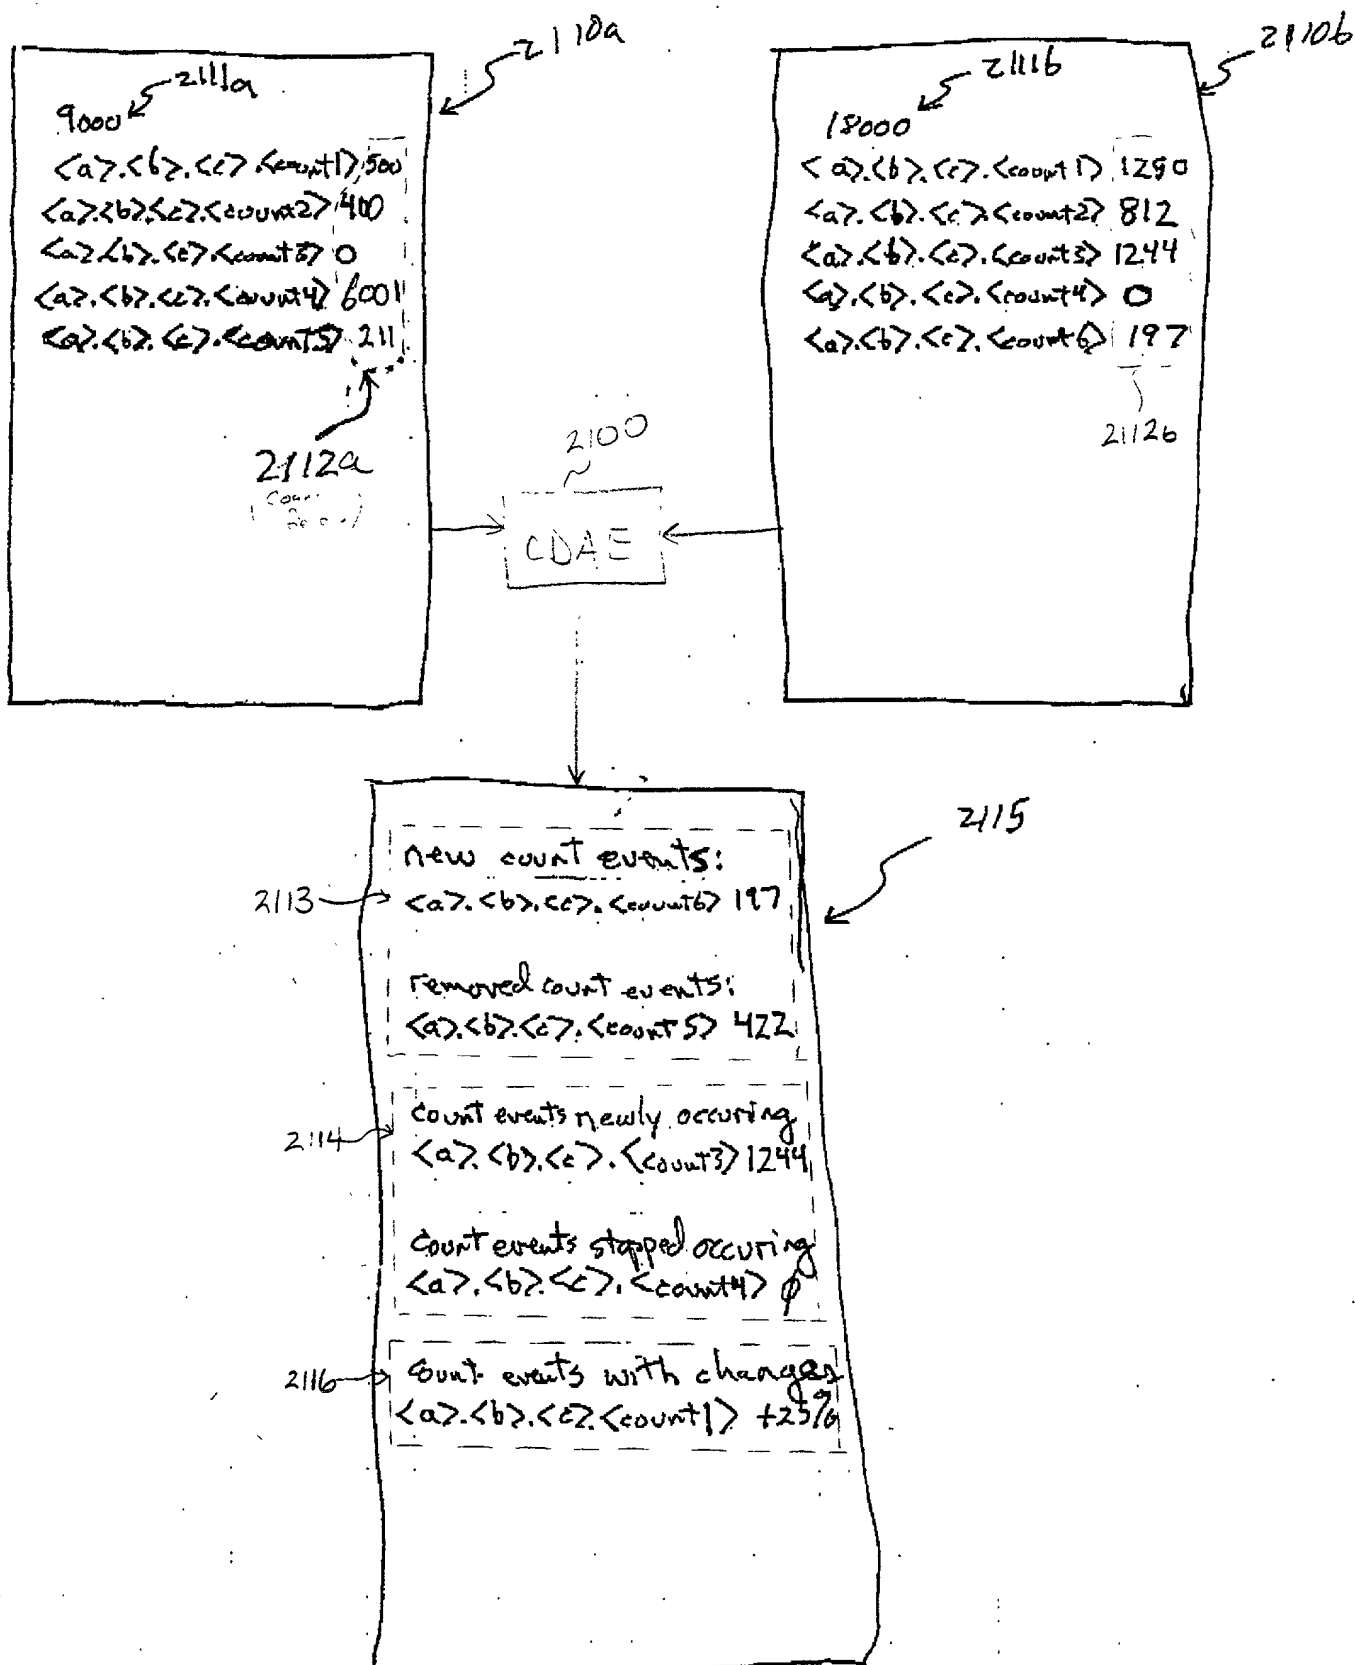 2110a
2111a
9000
<a>.<b>.<c>.<count1> 500
<a>.<b>.<c>.<count2> 400
<a>.<b>.<c>.<count3> 0
<a>.<b>.<c>.<count4> 6001
<a>.<b>.<c>.<count5> 211
2112a
2110b
2111b
18000
<a>.<b>.<c>.<count1> 1250
<a>.<b>.<c>.<count2> 812
<a>.<b>.<c>.<count3> 1244
<a>.<b>.<c>.<count4> 0
<a>.<b>.<c>.<count6> 197
2112b
2100
CDAE
2115
new count events:
2113
<a>.<b>.<c>.<count6> 197
removed count events:
<a>.<b>.<c>.<count5> 422
count events newly occuring
2114
<a>.<b>.<c>.<count3> 1244
count events stopped occuring
<a>.<b>.<c>.<count4> 0
2116
count events with changes
<a>.<b>.<c>.<count1> +25%